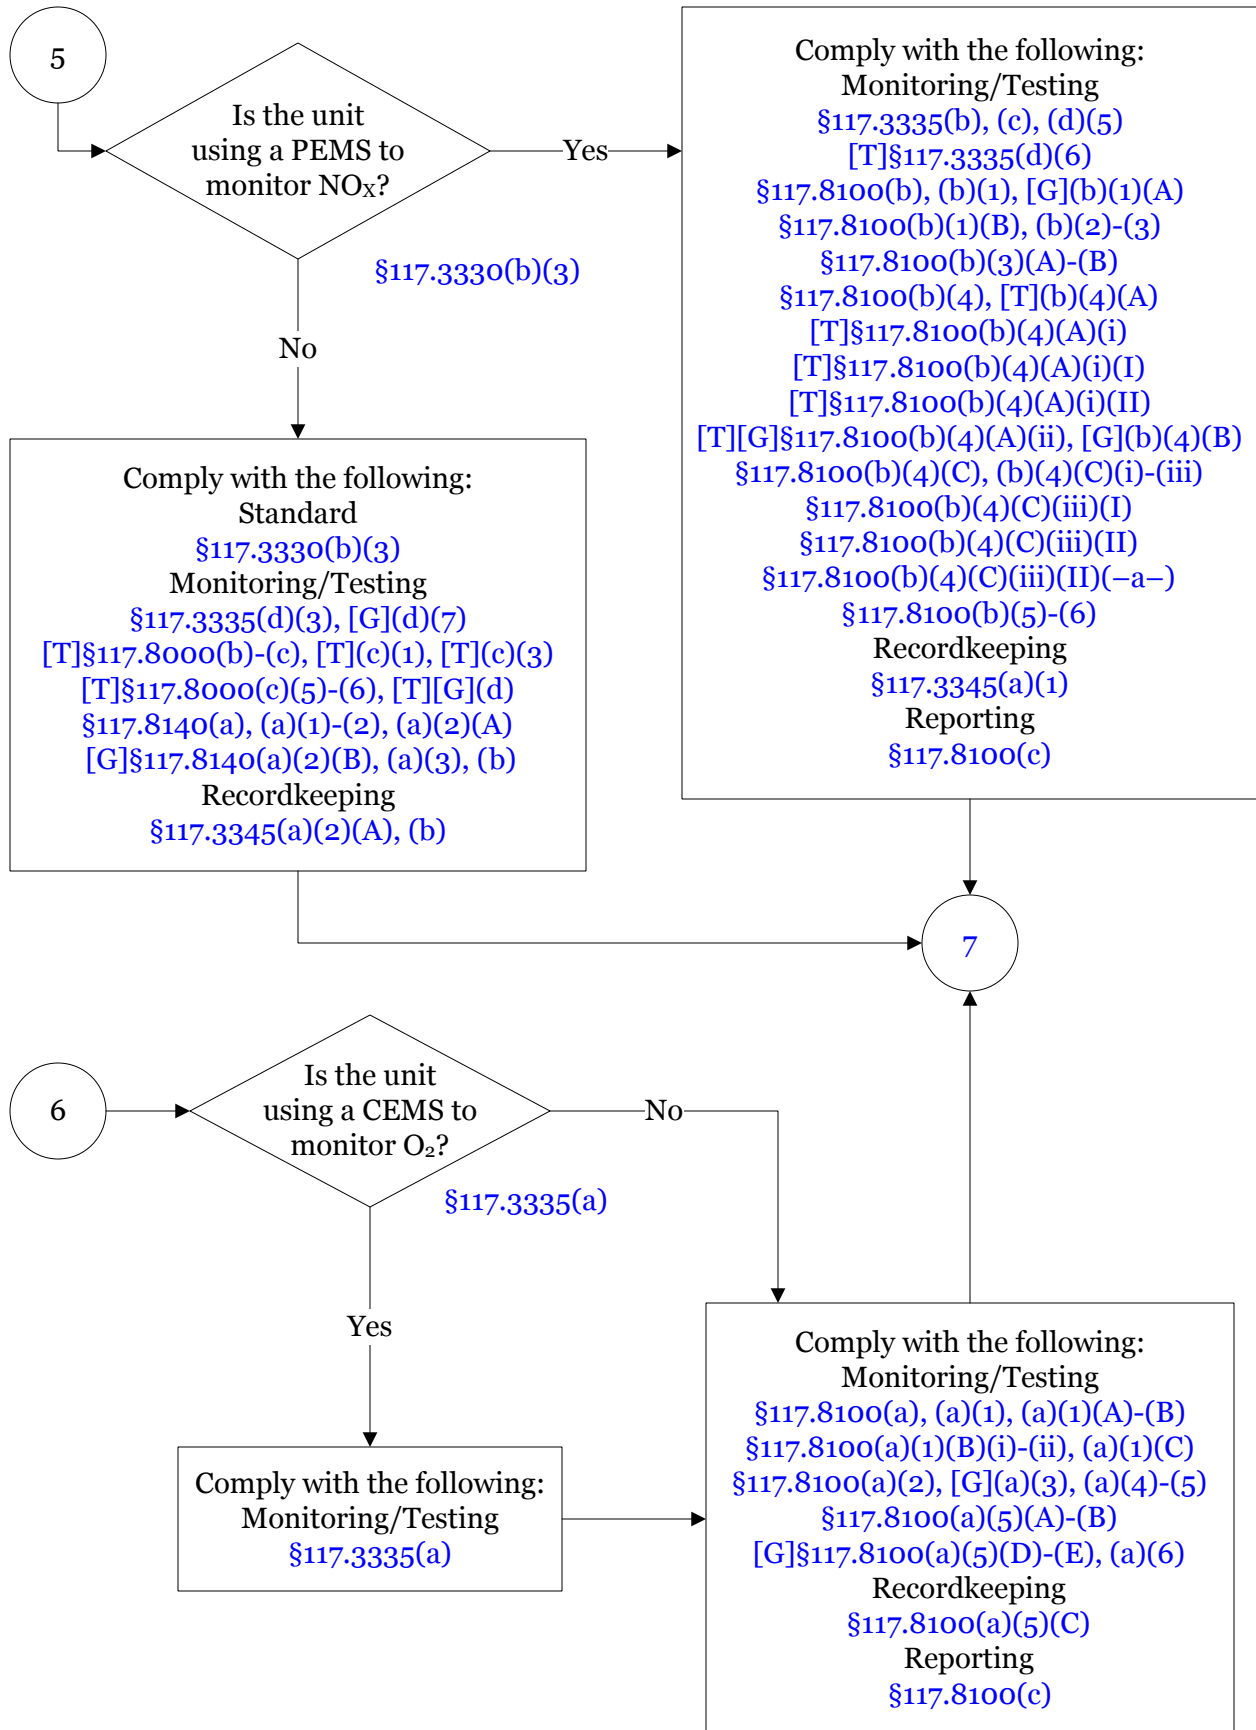 5
Is the unit
using a PEMS to
monitor NOX?
Yes
§117.3330(b)(3)
No
Comply with the following:
Monitoring/Testing
§117.3335(b), (c), (d)(5)
[T]§117.3335(d)(6)
§117.8100(b), (b)(1), [G](b)(1)(A)
§117.8100(b)(1)(B), (b)(2)-(3)
§117.8100(b)(3)(A)-(B)
§117.8100(b)(4), [T](b)(4)(A)
[T]§117.8100(b)(4)(A)(i)
[T]§117.8100(b)(4)(A)(i)(I)
[T]§117.8100(b)(4)(A)(i)(II)
[T][G]§117.8100(b)(4)(A)(ii), [G](b)(4)(B)
§117.8100(b)(4)(C), (b)(4)(C)(i)-(iii)
§117.8100(b)(4)(C)(iii)(I)
§117.8100(b)(4)(C)(iii)(II)
§117.8100(b)(4)(C)(iii)(II)(–a–)
§117.8100(b)(5)-(6)
Recordkeeping
§117.3345(a)(1)
Reporting
§117.8100(c)
Comply with the following:
Standard
§117.3330(b)(3)
Monitoring/Testing
§117.3335(d)(3), [G](d)(7)
[T]§117.8000(b)-(c), [T](c)(1), [T](c)(3)
[T]§117.8000(c)(5)-(6), [T][G](d)
§117.8140(a), (a)(1)-(2), (a)(2)(A)
[G]§117.8140(a)(2)(B), (a)(3), (b)
Recordkeeping
§117.3345(a)(2)(A), (b)
7
6
Is the unit
using a CEMS to
monitor O₂?
No
§117.3335(a)
Yes
Comply with the following:
Monitoring/Testing
§117.3335(a)
Comply with the following:
Monitoring/Testing
§117.8100(a), (a)(1), (a)(1)(A)-(B)
§117.8100(a)(1)(B)(i)-(ii), (a)(1)(C)
§117.8100(a)(2), [G](a)(3), (a)(4)-(5)
§117.8100(a)(5)(A)-(B)
[G]§117.8100(a)(5)(D)-(E), (a)(6)
Recordkeeping
§117.8100(a)(5)(C)
Reporting
§117.8100(c)